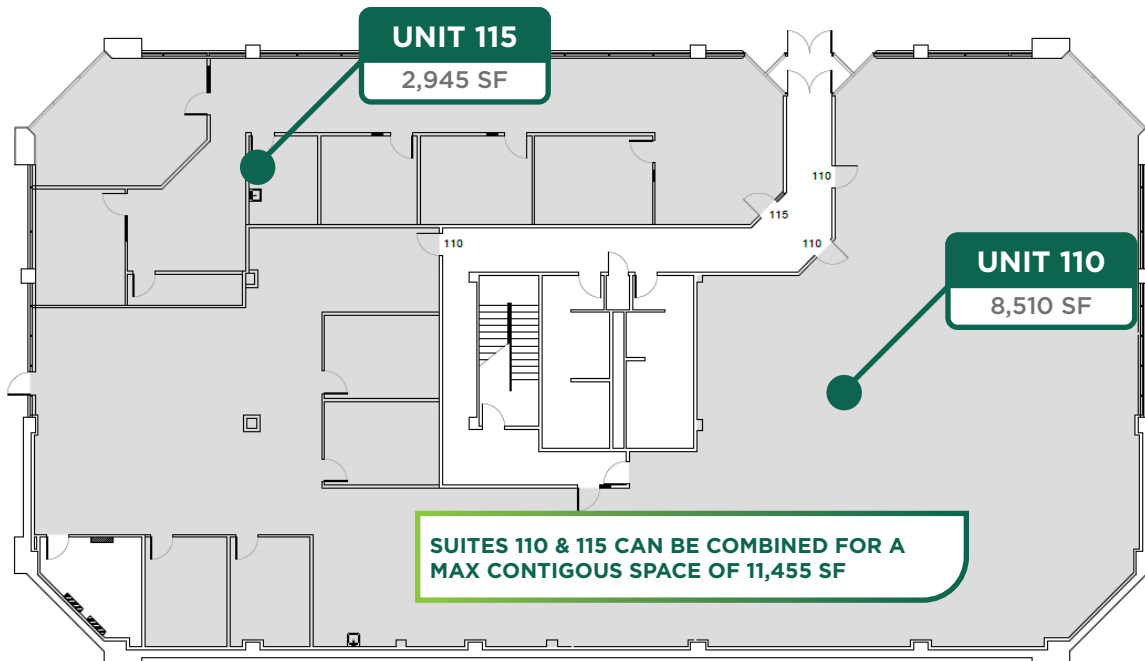 UNIT 115
2,945 SF
110
115
110
110
UNIT 110
8,510 SF
SUITES 110 & 115 CAN BE COMBINED FOR A
MAX CONTIGOUS SPACE OF 11,455 SF